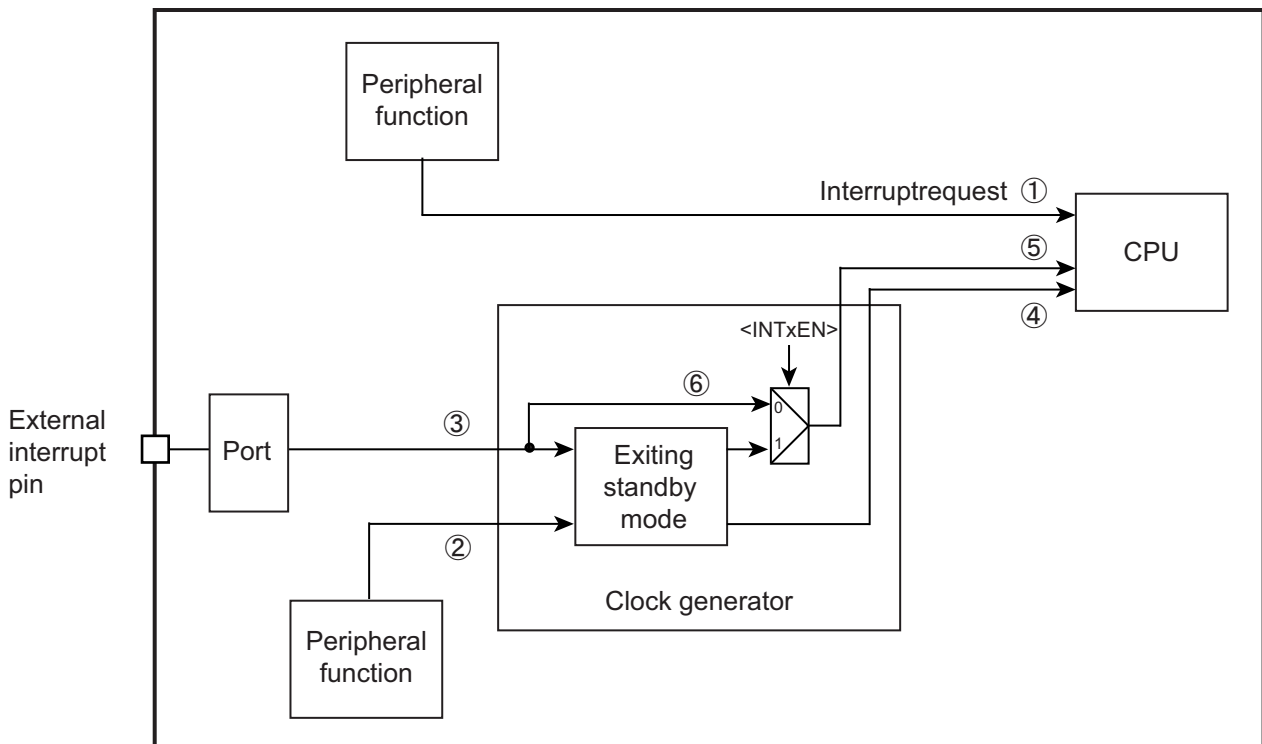 Peripheral
function
Interruptrequest ①
CPU
⑤
④
<INTxEN>
⑥
0
1
External
interrupt
pin
Port
③
Exiting
standby
mode
②
Clock generator
Peripheral
function